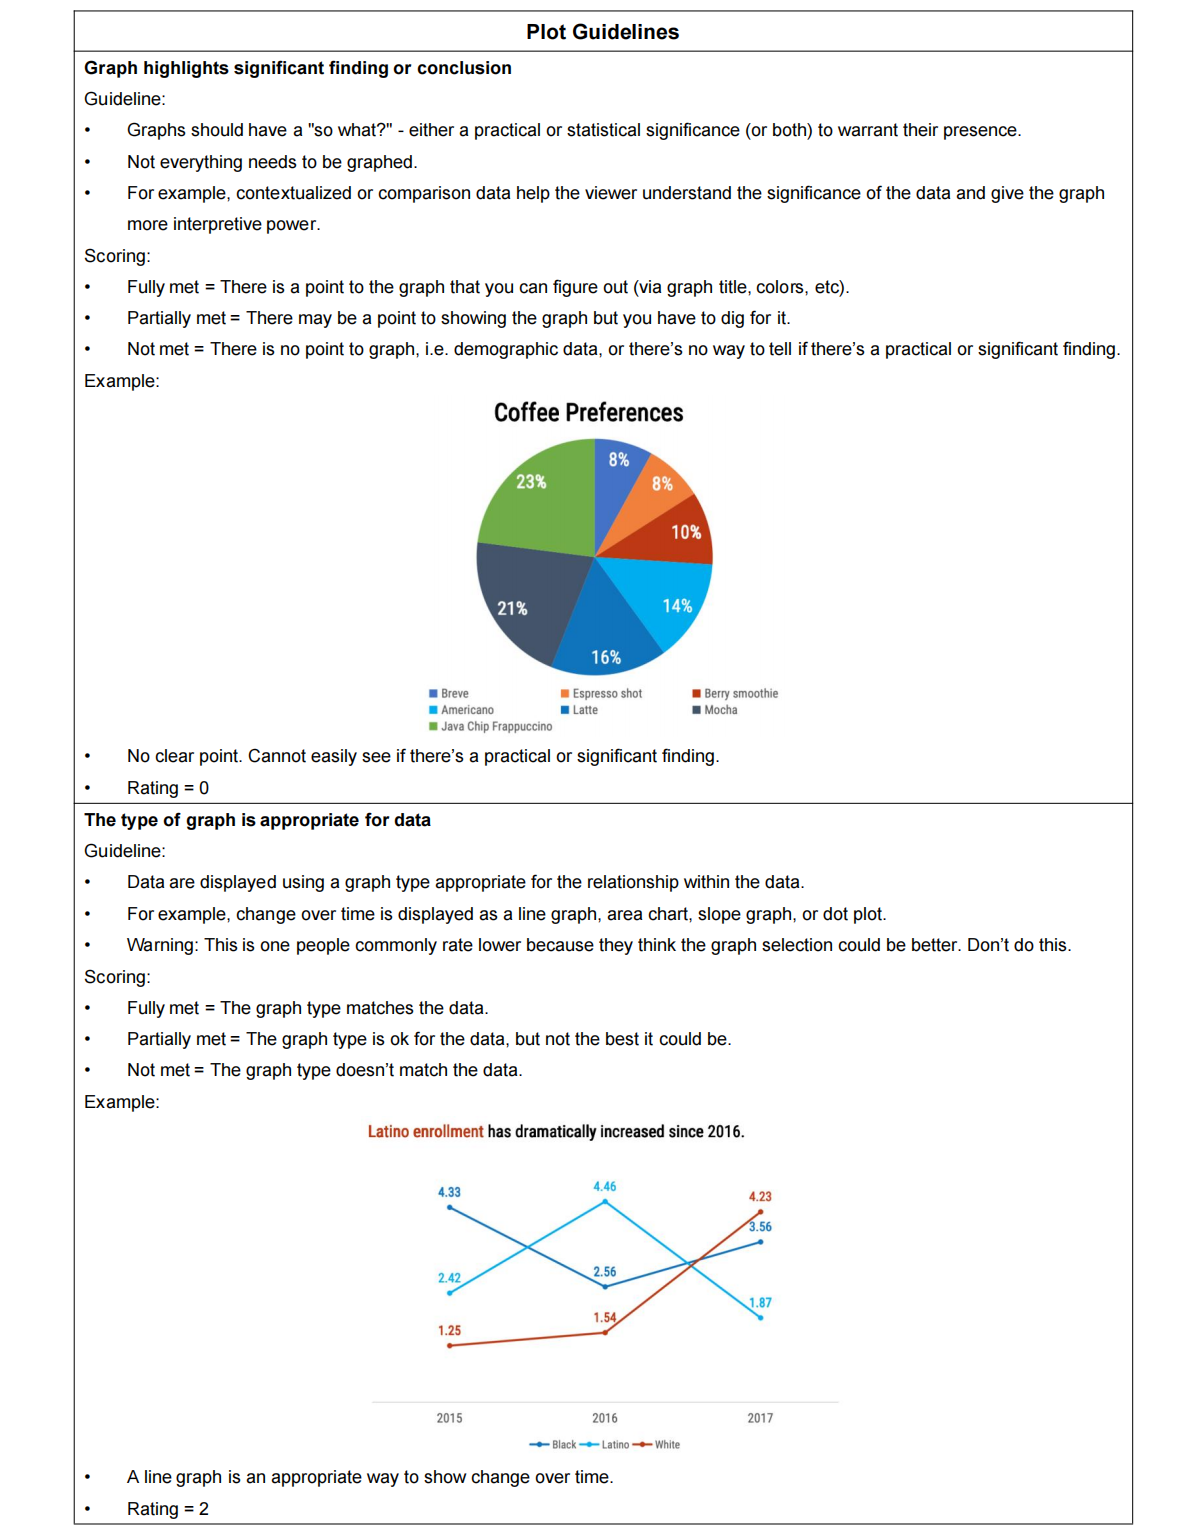 Plot Guidelines
Graph highlights significant finding or conclusion
Guideline:
• Graphs should have a "so what?" - either a practical or statistical significance (or both) to warrant their presence.
• Not everything needs to be graphed.
• For example, contextualized or comparison data help the viewer understand the significance of the data and give the graph
more interpretive power.
Scoring:
• Fully met = There is a point to the graph that you can figure out (via graph title, colors, etc).
• Partially met = There may be a point to showing the graph but you have to dig for it.
• Not met = There is no point to graph, i.e. demographic data, or there's no way to tell if there's a practical or significant finding.
Example:
Coffee Preferences
8%
23%
8%
10%
14%
21%
16%
Breve Espresso shot Berry smoothie
Americano Latte Mocha
Java Chip Frappuccino
• No clear point. Cannot easily see if there's a practical or significant finding.
• Rating = 0
The type of graph is appropriate for data
Guideline:
• Data are displayed using a graph type appropriate for the relationship within the data.
• For example, change over time is displayed as a line graph, area chart, slope graph, or dot plot.
• Warning: This is one people commonly rate lower because they think the graph selection could be better. Don't do this.
Scoring:
• Fully met = The graph type matches the data.
• Partially met = The graph type is ok for the data, but not the best it could be.
• Not met = The graph type doesn't match the data.
Example:
Latino enrollment has dramatically increased since 2016.
4.33 4.46 4.23
3.56
2.42 2.56
1.87
1.25 1.54
2015 2016 2017
Black Latino White
• A line graph is an appropriate way to show change over time.
• Rating = 2